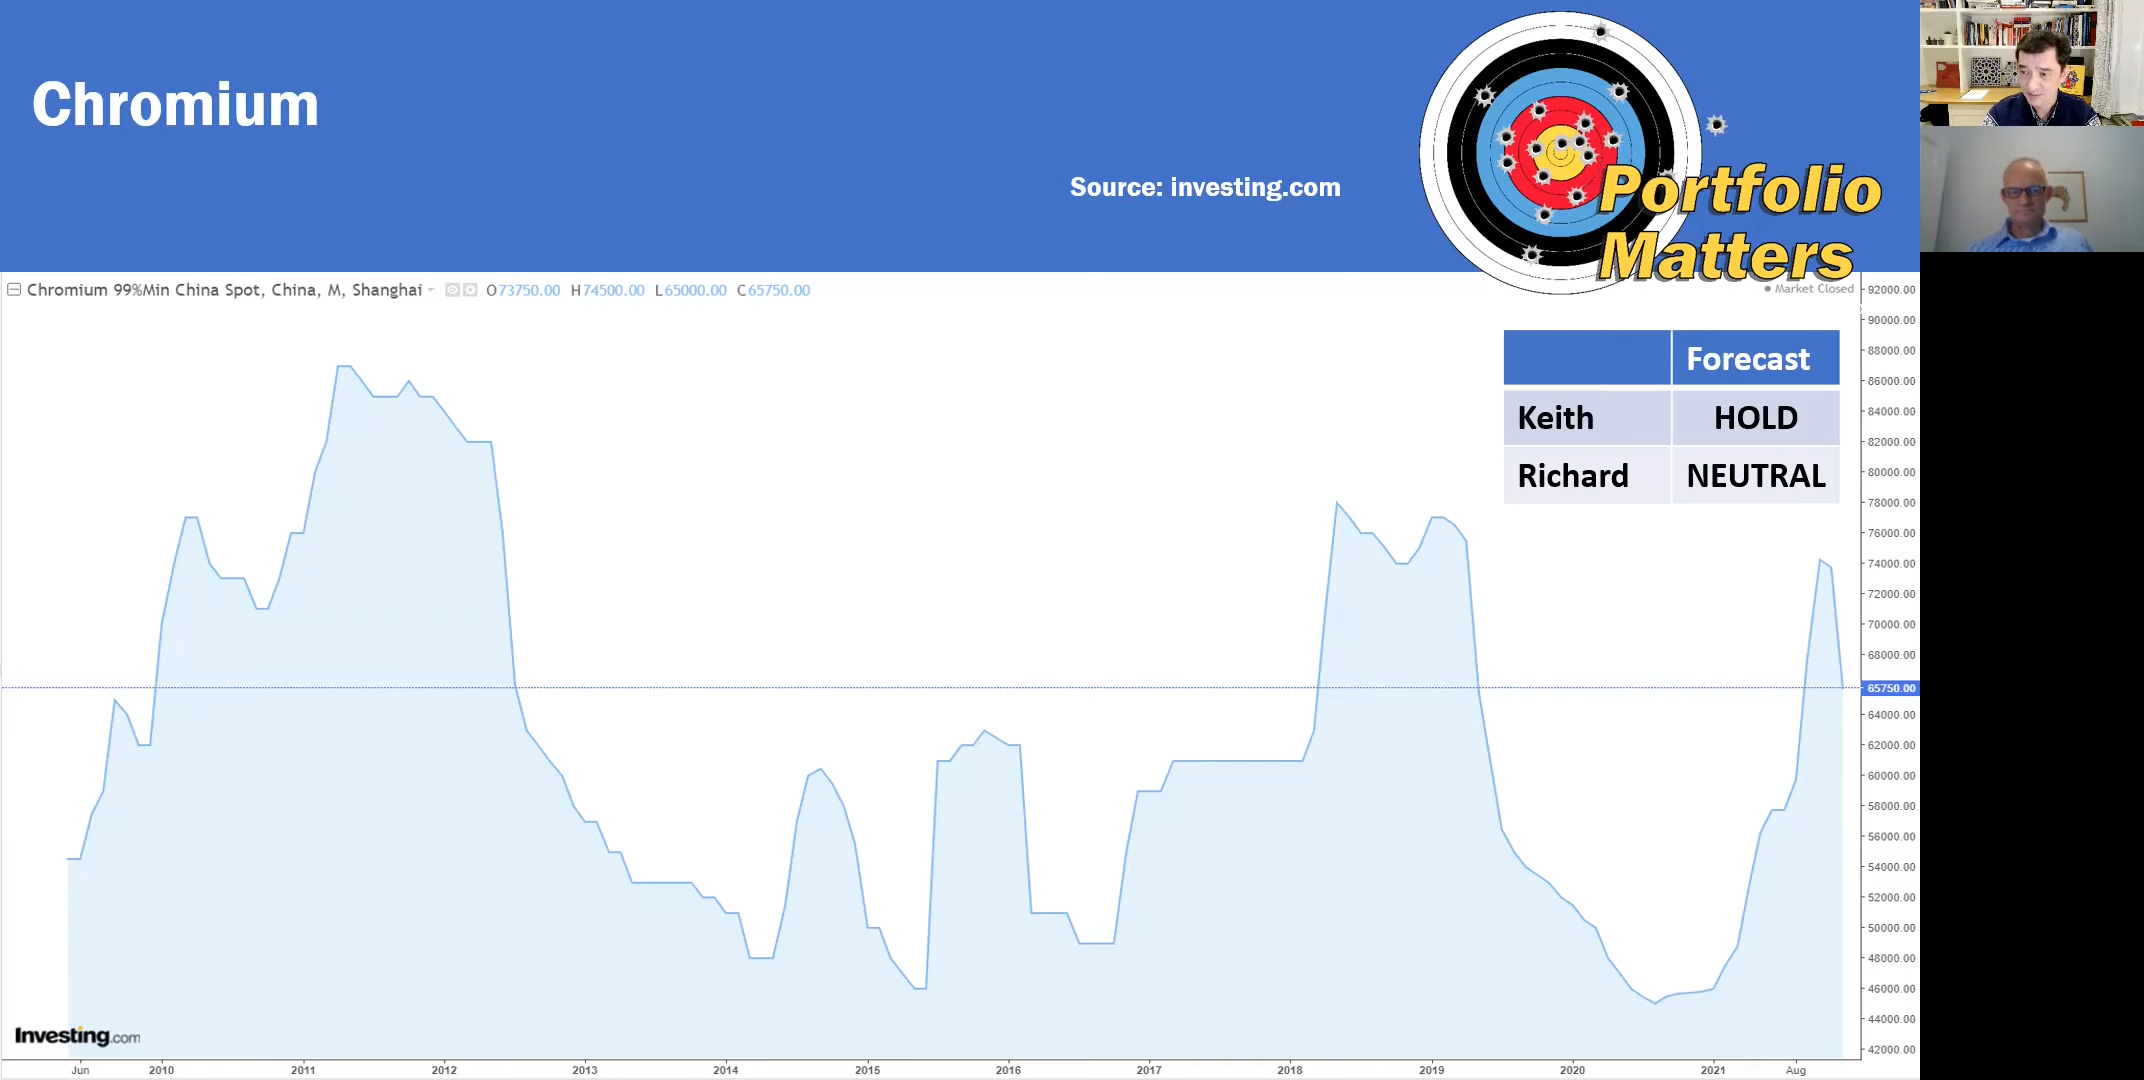 Chromium
Source: investing.com
Portfolio
Matters
Chromium 99%Min China Spot, China, M, Shanghai O73750.00 H74500.00 L65000.00 C65750.00
Market Closed
Forecast
Keith HOLD
Richard NEUTRAL
92000.00
90000.00
88000.00
86000.00
84000.00
82000.00
80000.00
78000.00
76000.00
74000.00
72000.00
70000.00
68000.00
65750.00
64000.00
62000.00
60000.00
58000.00
56000.00
54000.00
52000.00
50000.00
48000.00
46000.00
44000.00
42000.00
Investing.com
Jun 2010 2011 2012 2013 2014 2015 2016 2017 2018 2019 2020 2021 Aug